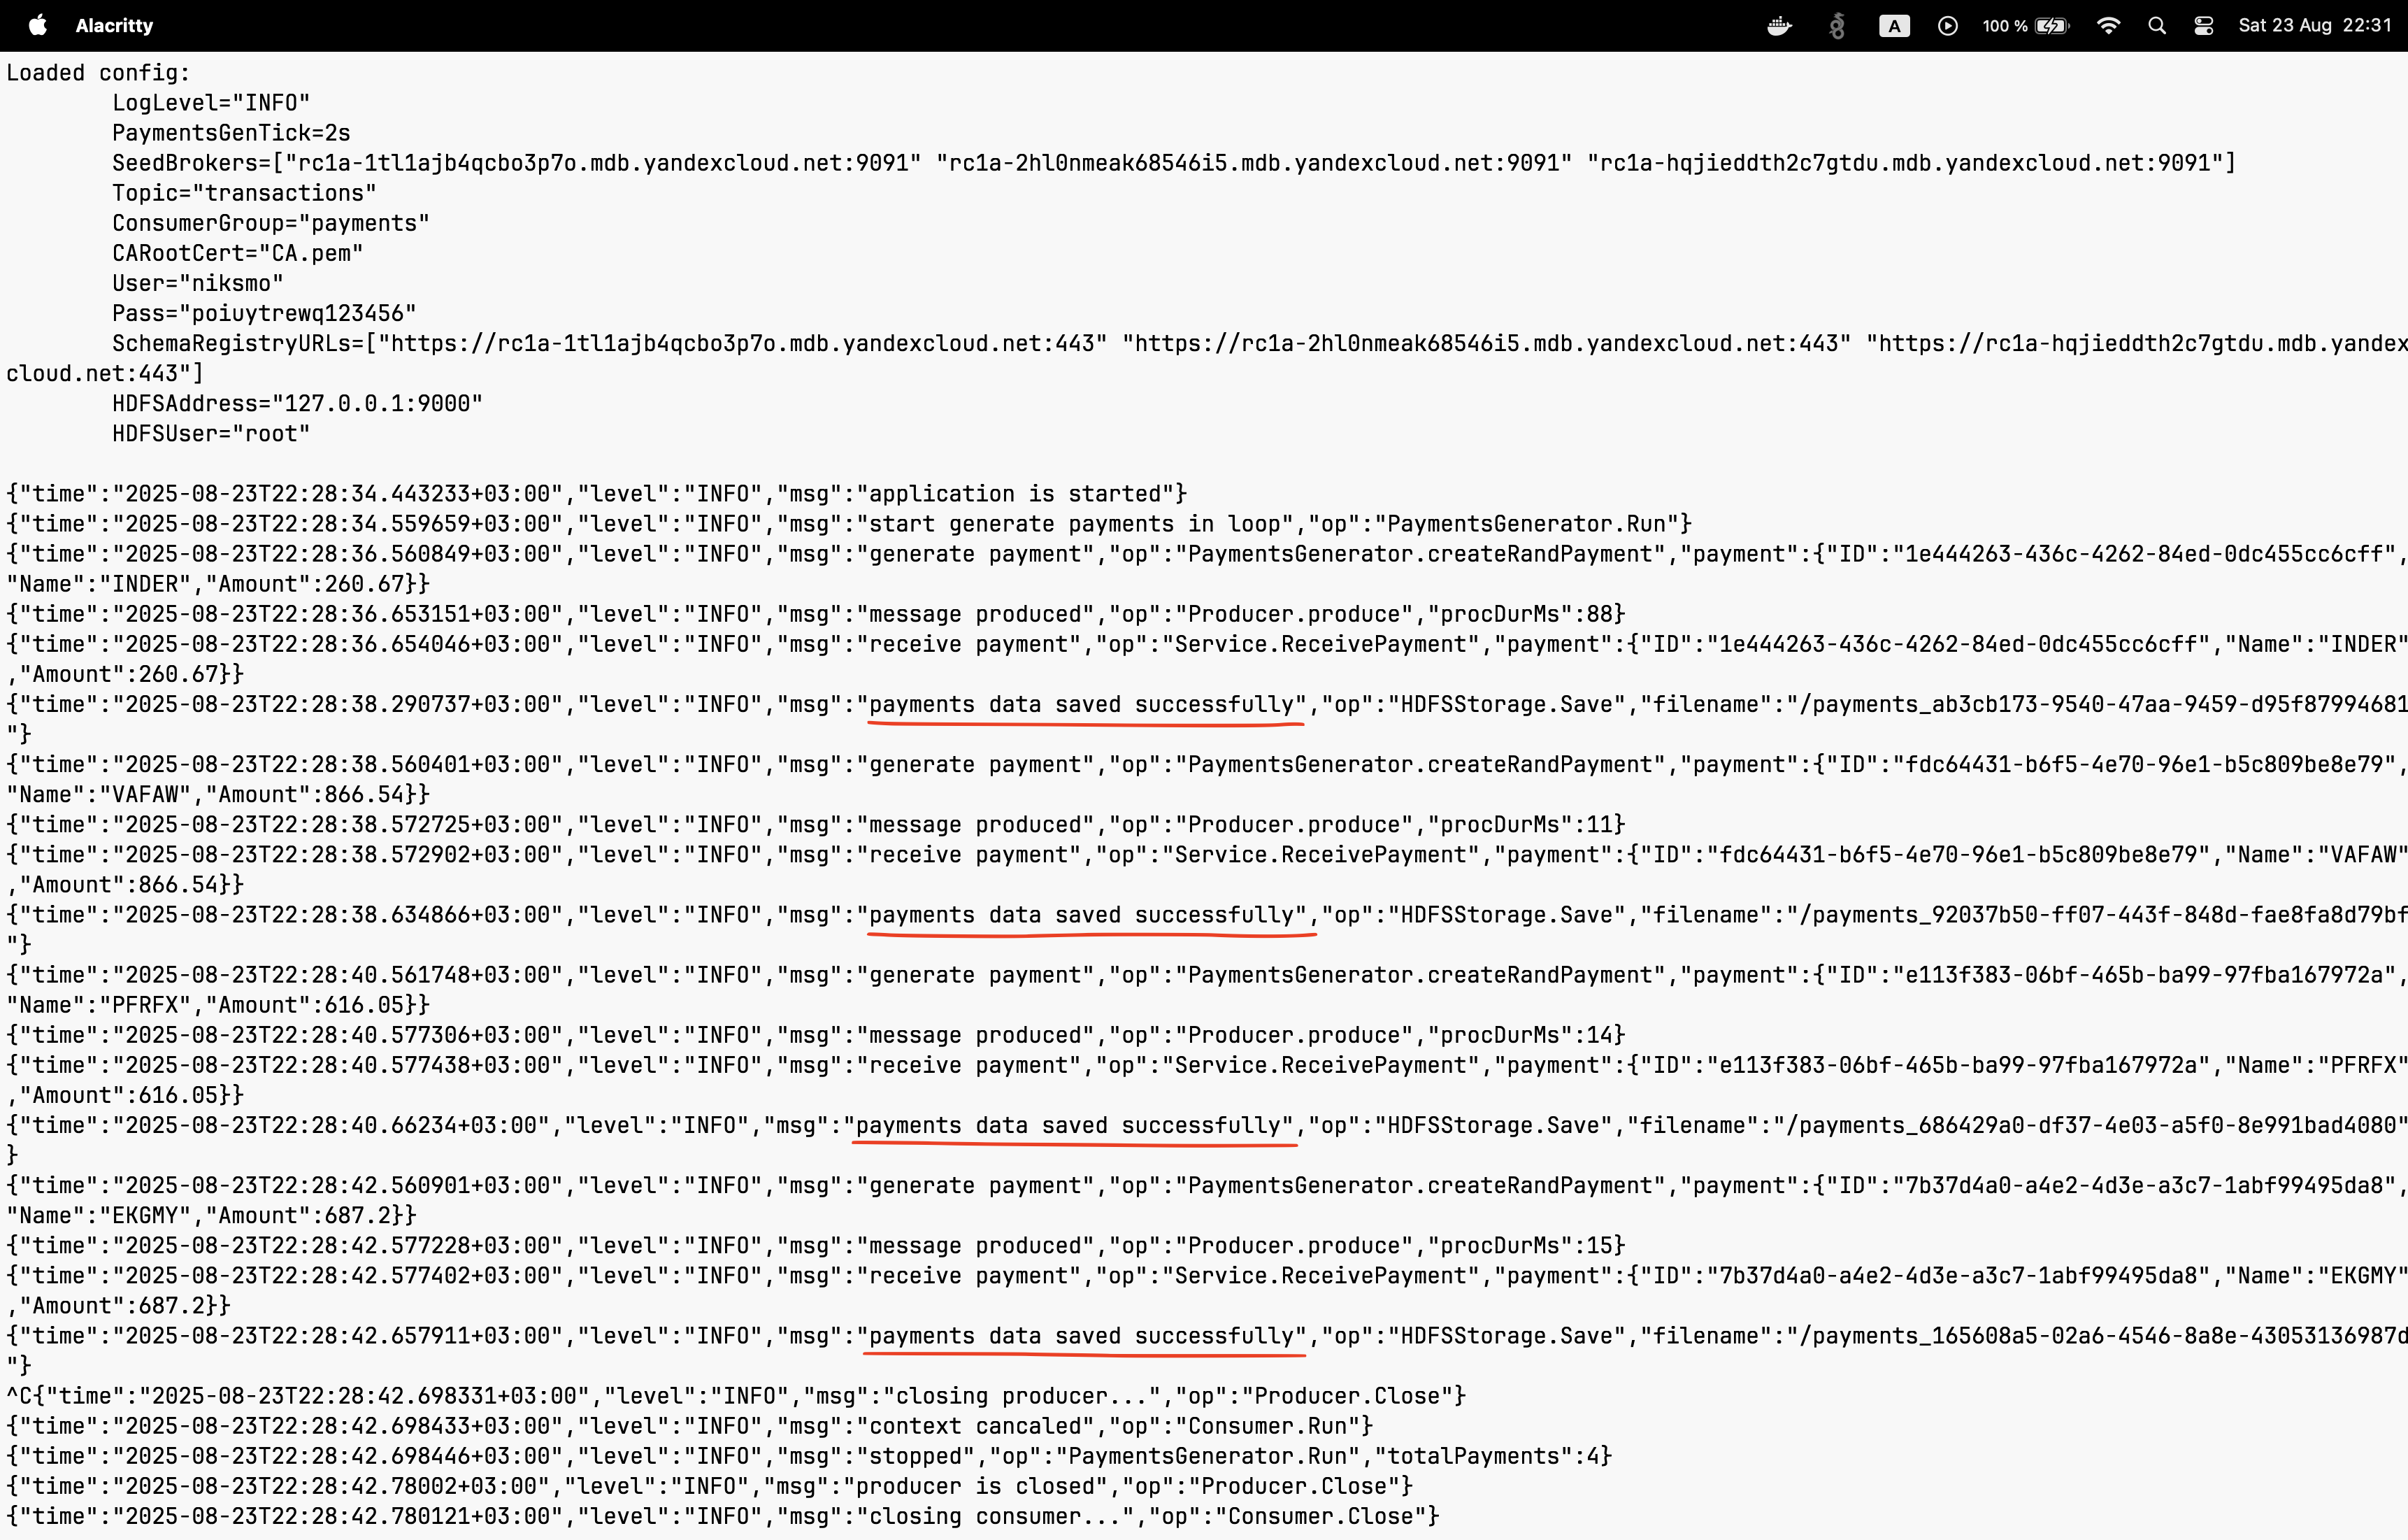 Alacritty
A
100 %
Sat 23 Aug 22:31
Loaded config:
LogLevel="INFO"
PaymentsGenTick=2s
SeedBrokers=["rc1a-1tl1ajb4qcbo3p7o.mdb.yandexcloud.net:9091" "rc1a-2hl0nmeak68546i5.mdb.yandexcloud.net:9091" "rc1a-hqjieddth2c7gtdu.mdb.yandexcloud.net:9091"]
Topic="transactions"
ConsumerGroup="payments"
CARootCert="CA.pem"
User="niksmo"
Pass="poiuytrewq123456"
SchemaRegistryURLs=["https://rc1a-1tl1ajb4qcbo3p7o.mdb.yandexcloud.net:443" "https://rc1a-2hl0nmeak68546i5.mdb.yandexcloud.net:443" "https://rc1a-hqjieddth2c7gtdu.mdb.yandex
cloud.net:443"]
HDFSAddress="127.0.0.1:9000"
HDFSUser="root"
{"time":"2025-08-23T22:28:34.443233+03:00","level":"INFO","msg":"application is started"}
{"time":"2025-08-23T22:28:34.559659+03:00","level":"INFO","msg":"start generate payments in loop","op":"PaymentsGenerator.Run"}
{"time":"2025-08-23T22:28:36.560849+03:00","level":"INFO","msg":"generate payment","op":"PaymentsGenerator.createRandPayment","payment":{"ID":"1e444263-436c-4262-84ed-0dc455cc6cff",
"Name":"INDER","Amount":260.67}}
{"time":"2025-08-23T22:28:36.653151+03:00","level":"INFO","msg":"message produced","op":"Producer.produce","procDurMs":88}
{"time":"2025-08-23T22:28:36.654046+03:00","level":"INFO","msg":"receive payment","op":"Service.ReceivePayment","payment":{"ID":"1e444263-436c-4262-84ed-0dc455cc6cff","Name":"INDER"
,"Amount":260.67}}
{"time":"2025-08-23T22:28:38.290737+03:00","level":"INFO","msg":"payments data saved successfully","op":"HDFSStorage.Save","filename":"/payments_ab3cb173-9540-47aa-9459-d95f87994681
"}
{"time":"2025-08-23T22:28:38.560401+03:00","level":"INFO","msg":"generate payment","op":"PaymentsGenerator.createRandPayment","payment":{"ID":"fdc64431-b6f5-4e70-96e1-b5c809be8e79",
"Name":"VAFAW","Amount":866.54}}
{"time":"2025-08-23T22:28:38.572725+03:00","level":"INFO","msg":"message produced","op":"Producer.produce","procDurMs":11}
{"time":"2025-08-23T22:28:38.572902+03:00","level":"INFO","msg":"receive payment","op":"Service.ReceivePayment","payment":{"ID":"fdc64431-b6f5-4e70-96e1-b5c809be8e79","Name":"VAFAW"
,"Amount":866.54}}
{"time":"2025-08-23T22:28:38.634866+03:00","level":"INFO","msg":"payments data saved successfully","op":"HDFSStorage.Save","filename":"/payments_92037b50-ff07-443f-848d-fae8fa8d79bf
"}
{"time":"2025-08-23T22:28:40.561748+03:00","level":"INFO","msg":"generate payment","op":"PaymentsGenerator.createRandPayment","payment":{"ID":"e113f383-06bf-465b-ba99-97fba167972a",
"Name":"PFRFX","Amount":616.05}}
{"time":"2025-08-23T22:28:40.577306+03:00","level":"INFO","msg":"message produced","op":"Producer.produce","procDurMs":14}
{"time":"2025-08-23T22:28:40.577438+03:00","level":"INFO","msg":"receive payment","op":"Service.ReceivePayment","payment":{"ID":"e113f383-06bf-465b-ba99-97fba167972a","Name":"PFRFX"
,"Amount":616.05}}
{"time":"2025-08-23T22:28:40.66234+03:00","level":"INFO","msg":"payments data saved successfully","op":"HDFSStorage.Save","filename":"/payments_686429a0-df37-4e03-a5f0-8e991bad4080"
}
{"time":"2025-08-23T22:28:42.560901+03:00","level":"INFO","msg":"generate payment","op":"PaymentsGenerator.createRandPayment","payment":{"ID":"7b37d4a0-a4e2-4d3e-a3c7-1abf99495da8",
"Name":"EKGMY","Amount":687.2}}
{"time":"2025-08-23T22:28:42.577228+03:00","level":"INFO","msg":"message produced","op":"Producer.produce","procDurMs":15}
{"time":"2025-08-23T22:28:42.577402+03:00","level":"INFO","msg":"receive payment","op":"Service.ReceivePayment","payment":{"ID":"7b37d4a0-a4e2-4d3e-a3c7-1abf99495da8","Name":"EKGMY"
,"Amount":687.2}}
{"time":"2025-08-23T22:28:42.657911+03:00","level":"INFO","msg":"payments data saved successfully","op":"HDFSStorage.Save","filename":"/payments_165608a5-02a6-4546-8a8e-43053136987d
"}
^C{"time":"2025-08-23T22:28:42.698331+03:00","level":"INFO","msg":"closing producer...","op":"Producer.Close"}
{"time":"2025-08-23T22:28:42.698433+03:00","level":"INFO","msg":"context cancaled","op":"Consumer.Run"}
{"time":"2025-08-23T22:28:42.698446+03:00","level":"INFO","msg":"stopped","op":"PaymentsGenerator.Run","totalPayments":4}
{"time":"2025-08-23T22:28:42.78002+03:00","level":"INFO","msg":"producer is closed","op":"Producer.Close"}
{"time":"2025-08-23T22:28:42.780121+03:00","level":"INFO","msg":"closing consumer...","op":"Consumer.Close"}